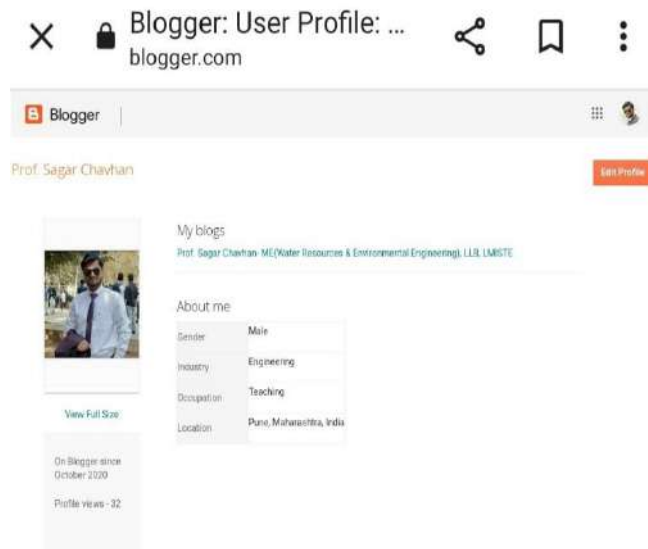 Blogger: User Profile: ...
blogger.com
Blogger
Prof. Sagar Chavhan
Edit Profile
My blogs
Prof. Sagar Chavhan- ME(Water Resources & Environmental Engineering), LLB, LMISTE
About me
Gender Male
Industry Engineering
Occupation Teaching
Location Pune, Maharashtra, India
View Full Size
On Blogger since
October 2020
Profile views - 32